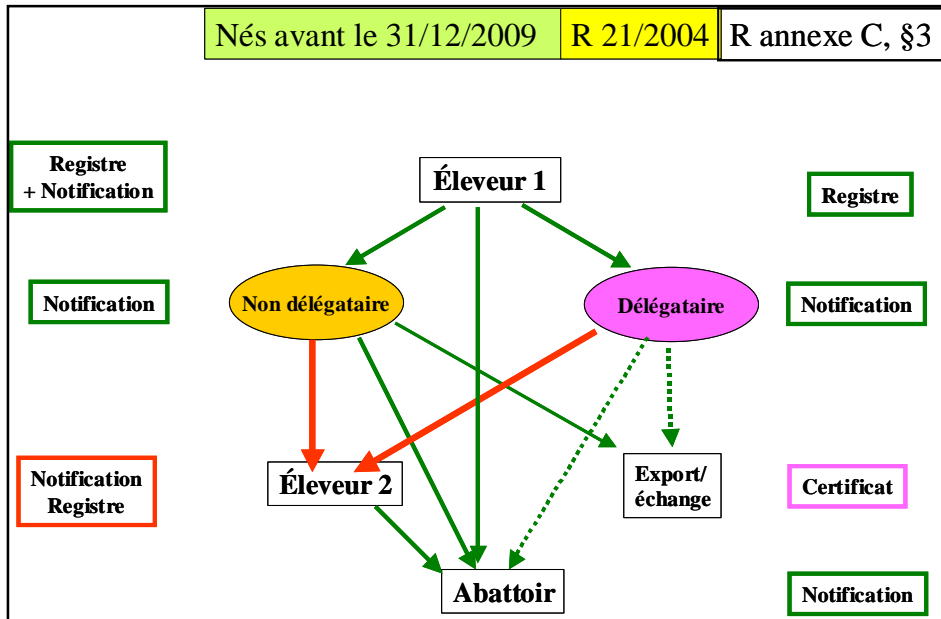 Nés avant le 31/12/2009 R 21/2004 R annexe C, §3
Registre
+ Notification
Éleveur 1
Registre
Notification
Non délégataire
Délégataire
Notification
Notification
Registre
Éleveur 2
Export/
échange
Certificat
Abattoir
Notification